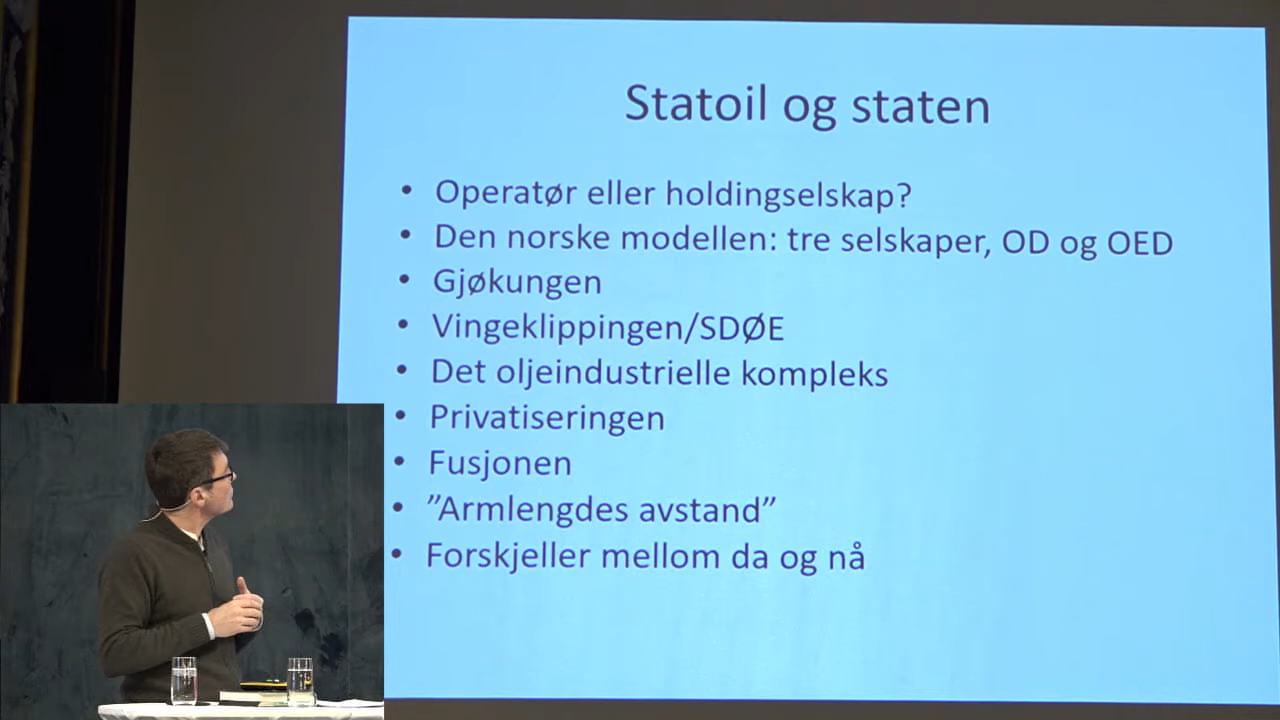 Statoil og staten
• Operatør eller holdingselskap?
• Den norske modellen: tre selskaper, OD og OED
• Gjøkungen
• Vingeklippingen/SDØE
• Det oljeindustrielle kompleks
• Privatiseringen
• Fusjonen
• ”Armlengdes avstand”
• Forskjeller mellom da og nå